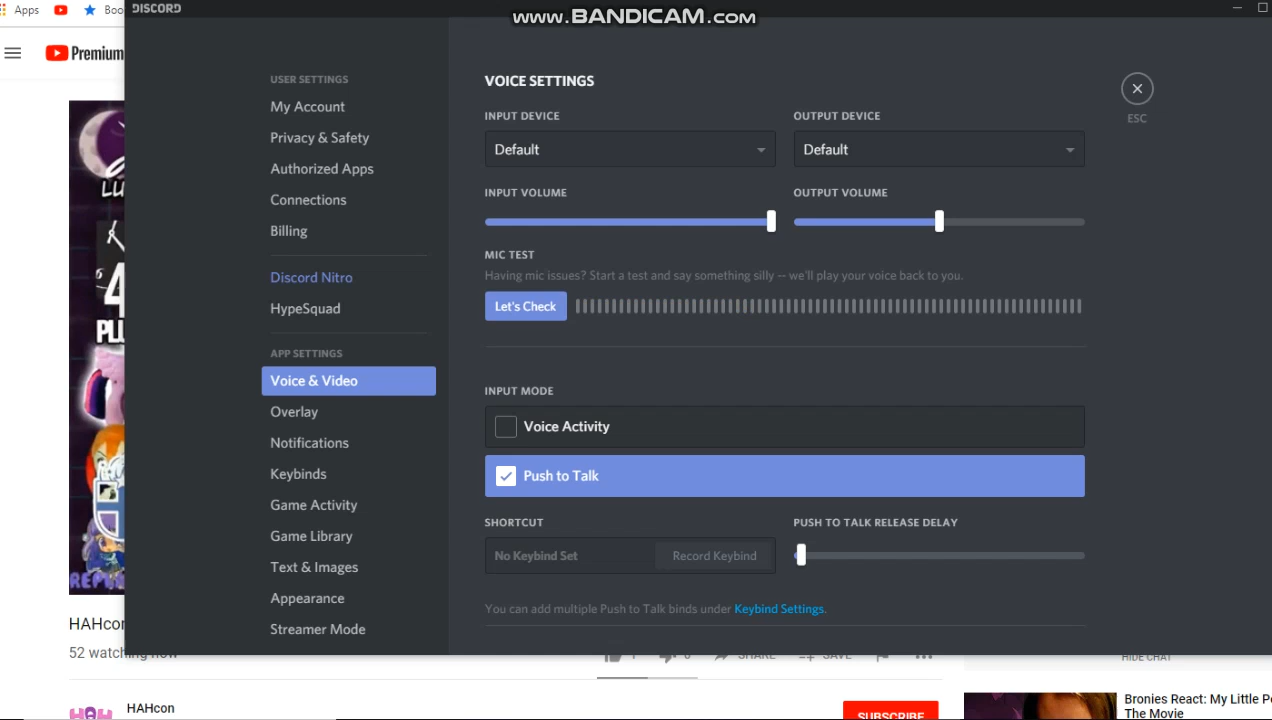 Apps
Boo
DISCORD
www.BANDICAM.com
Premium
USER SETTINGS
My Account
Privacy & Safety
Authorized Apps
Connections
Billing
Discord Nitro
HypeSquad
APP SETTINGS
Voice & Video
Overlay
Notifications
Keybinds
Game Activity
Game Library
Text & Images
Appearance
Streamer Mode
VOICE SETTINGS
ESC
INPUT DEVICE
OUTPUT DEVICE
Default
Default
INPUT VOLUME
OUTPUT VOLUME
MIC TEST
Having mic issues? Start a test and say something silly -- we'll play your voice back to you.
Let's Check
INPUT MODE
Voice Activity
Push to Talk
SHORTCUT
PUSH TO TALK RELEASE DELAY
No Keybind Set
Record Keybind
You can add multiple Push to Talk binds under Keybind Settings.
LU
4
PLU
HAHcon
52 watching now
SHARE
SAVE
HIDE CHAT
HAHcon
SUBSCRIBE
Bronies React: My Little Po
The Movie